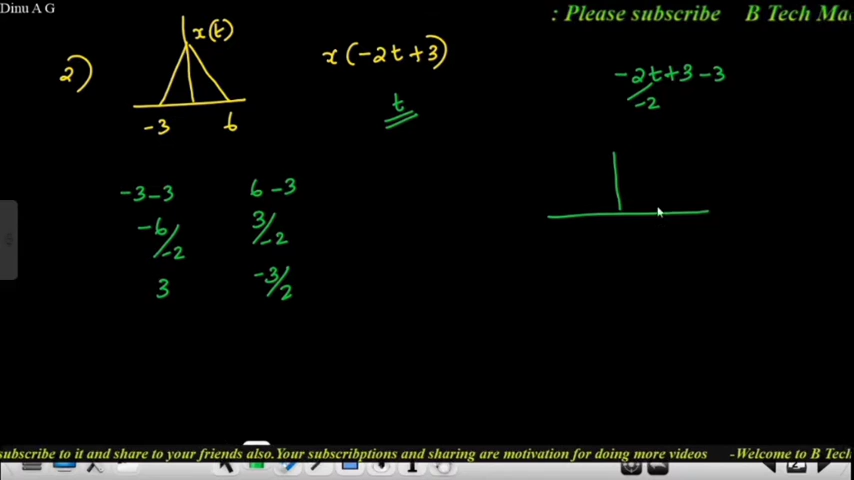 Dinu A G
: Please subscribe B Tech Ma
2)
x(t)
-3 6
x(-2t+3)
t
-2t+3-3
-2
-3-3 6-3
-6/-2 3/-2
3 -3/2
subscribe to it and share to your friends also.Your subscribptions and sharing are motivation for doing more videos -Welcome to B Tech
2